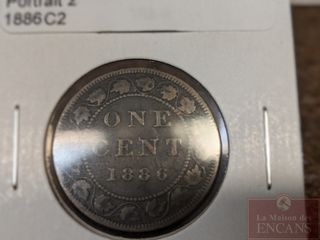 Portrait 2
1886C2
ONE
CENT
1886
La Maison des
ENCANS